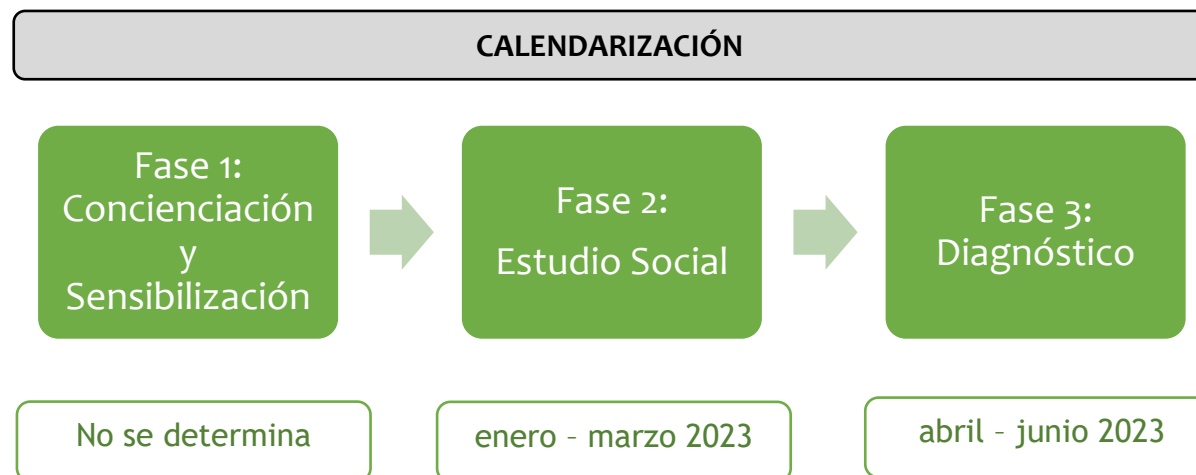 CALENDARIZACIÓN
Fase 1:
Concienciación
y
Sensibilización
Fase 2:
Estudio Social
Fase 3:
Diagnóstico
No se determina
enero – marzo 2023
abril – junio 2023